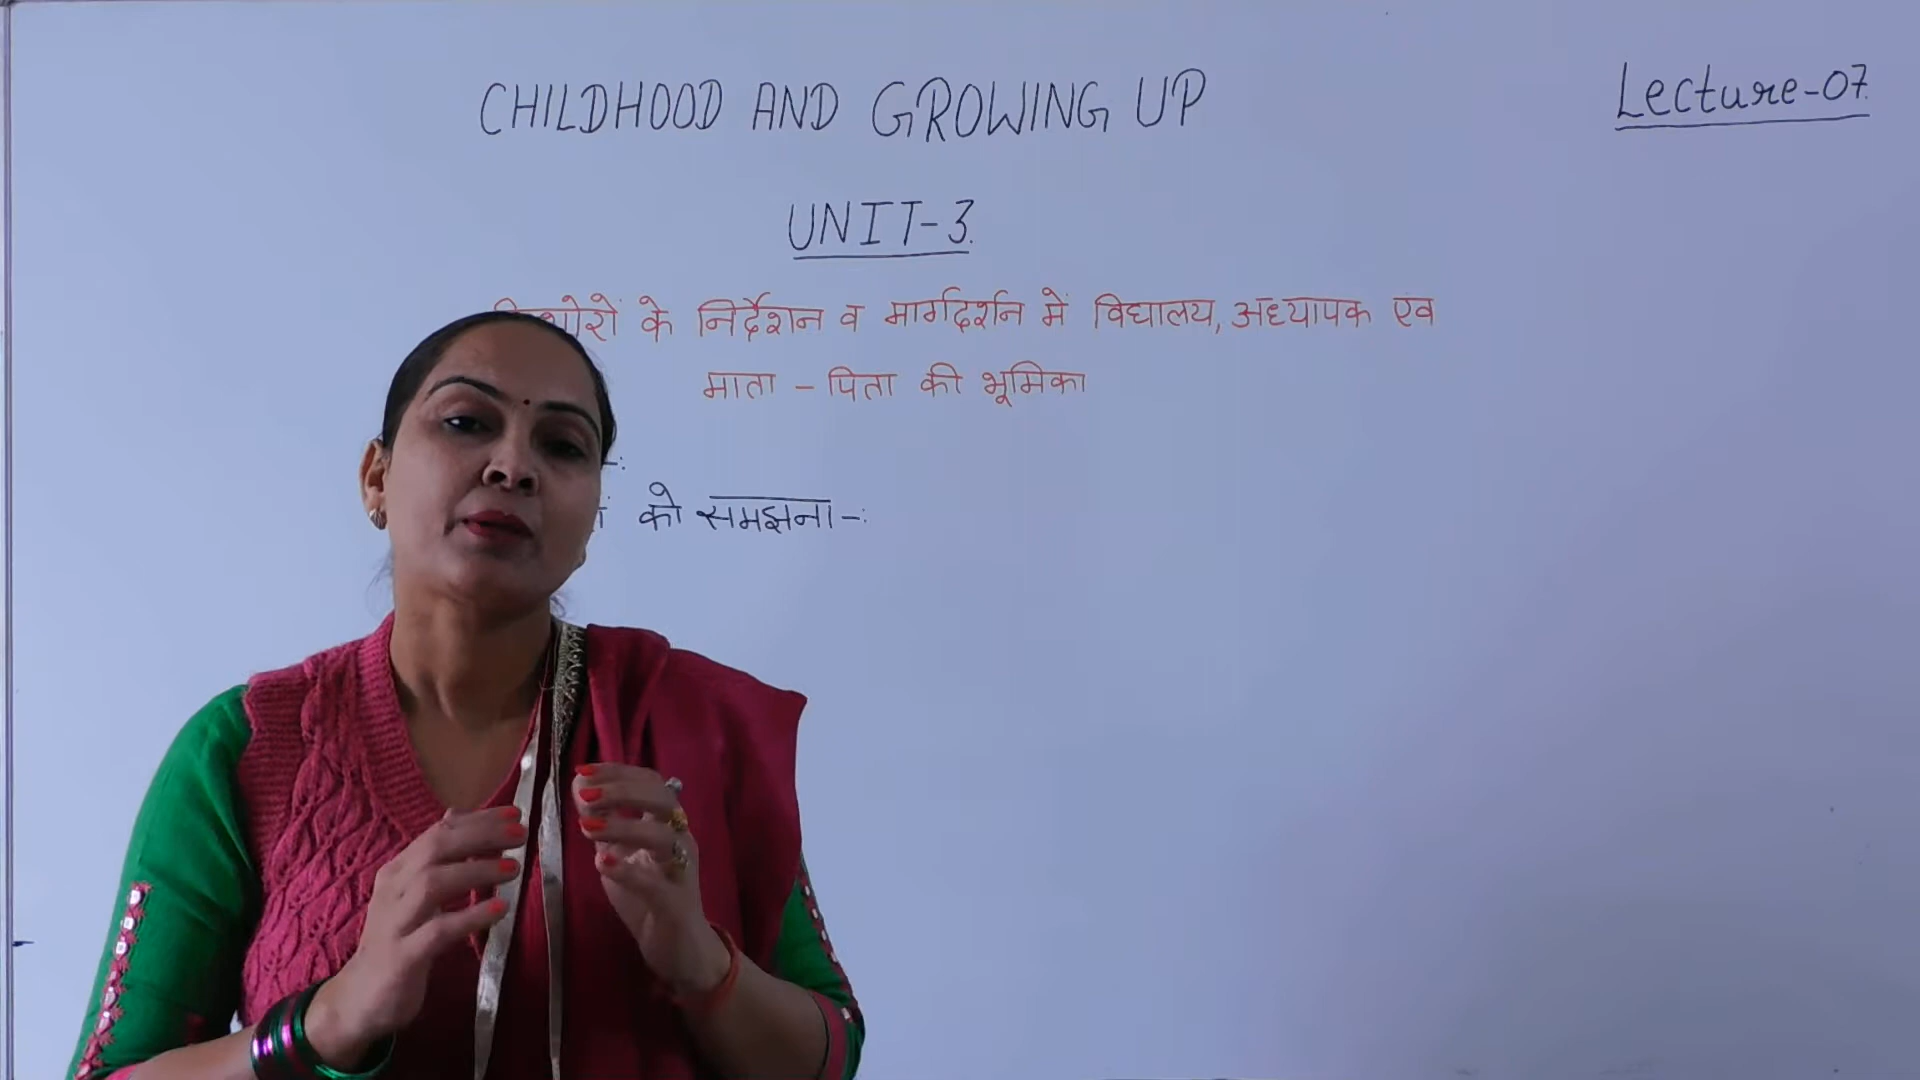 CHILDHOOD AND GROWING UP
Lecture-07.
UNIT-3.
के निर्देशन व मार्गदर्शन में विद्यालय, अध्यापक एव
माता - पिता की भूमिका
-:
को समझना -: